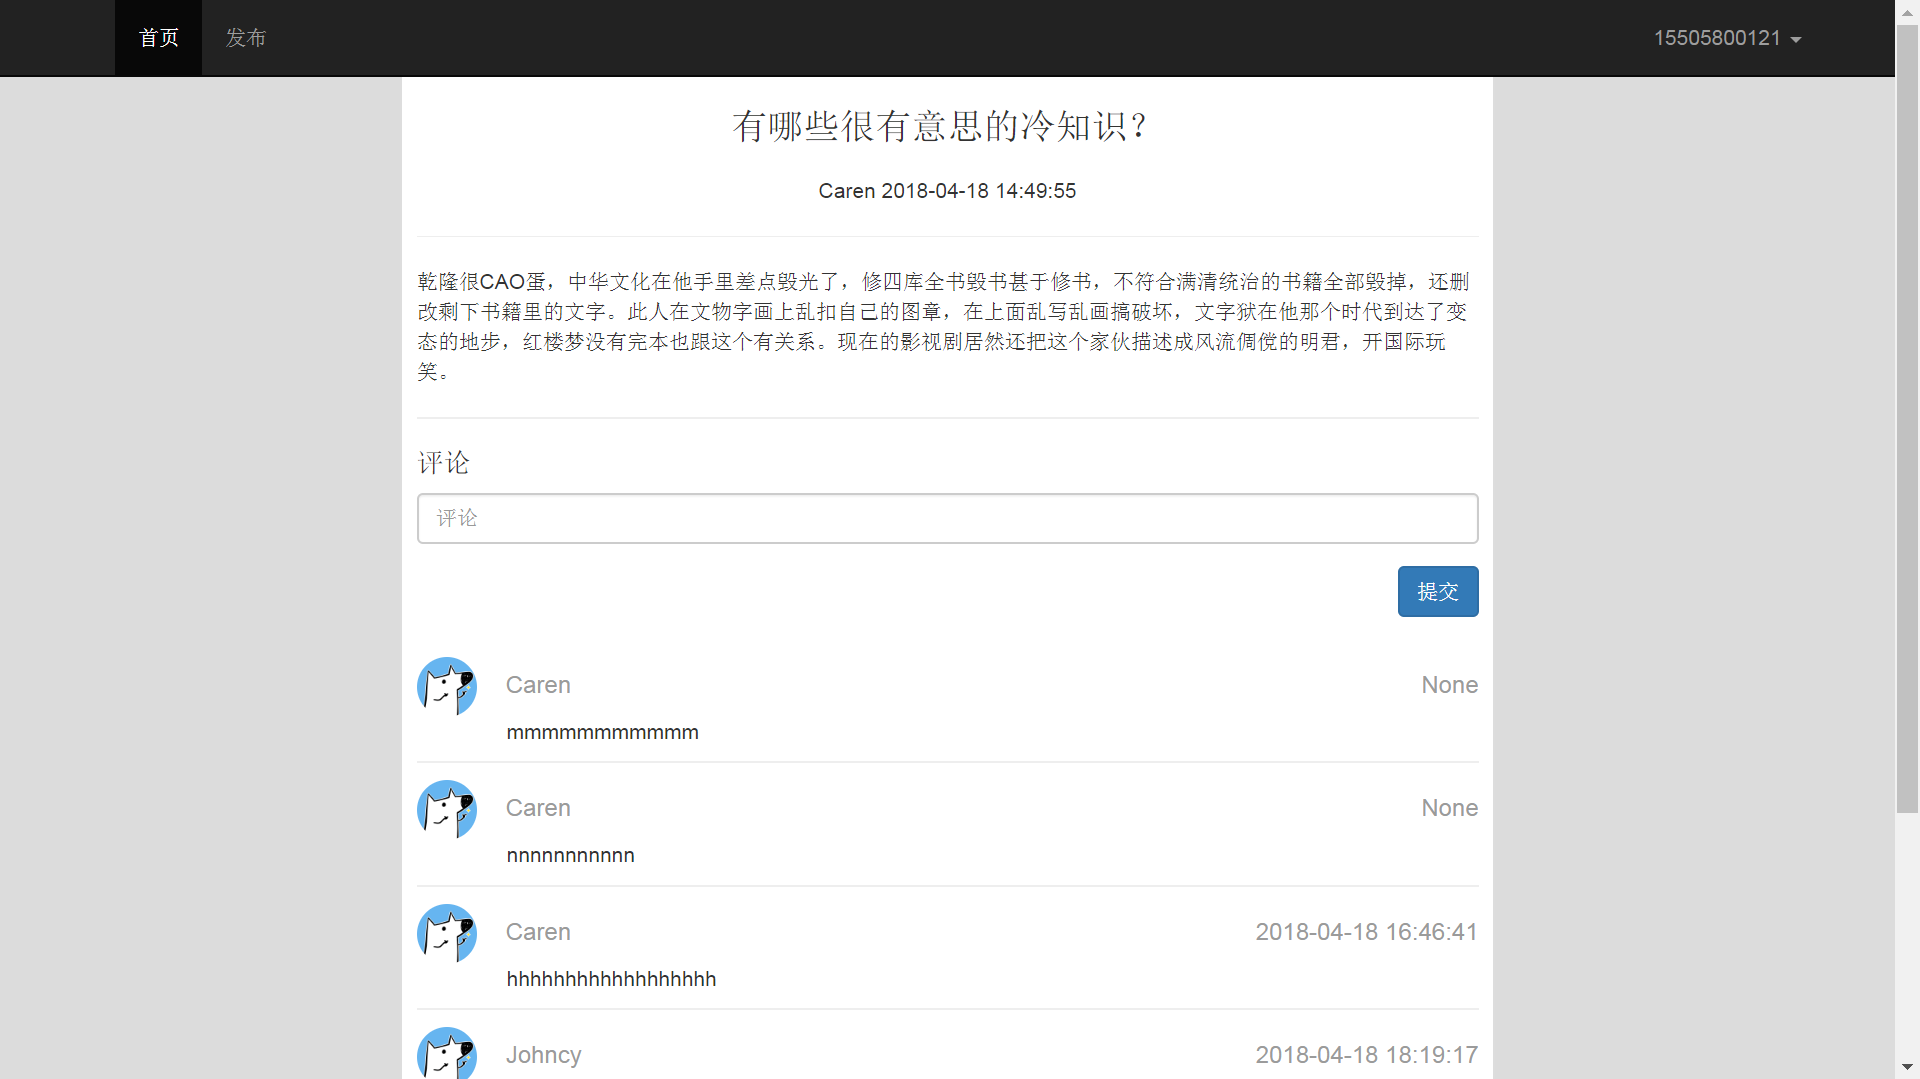 首页 发布 15505800121
有哪些很有意思的冷知识？
Caren 2018-04-18 14:49:55
乾隆很CAO蛋，中华文化在他手里差点毁光了，修四库全书毁书甚于修书，不符合满清统治的书籍全部毁掉，还删
改剩下书籍里的文字。此人在文物字画上乱扣自己的图章，在上面乱写乱画搞破坏，文字狱在他那个时代到达了变
态的地步，红楼梦没有完本也跟这个有关系。现在的影视剧居然还把这个家伙描述成风流倜傥的明君，开国际玩
笑。
评论
评论
提交
Caren None
mmmmmmmmmmm
Caren None
nnnnnnnnnnn
Caren 2018-04-18 16:46:41
hhhhhhhhhhhhhhhhhh
Johncy 2018-04-18 18:19:17